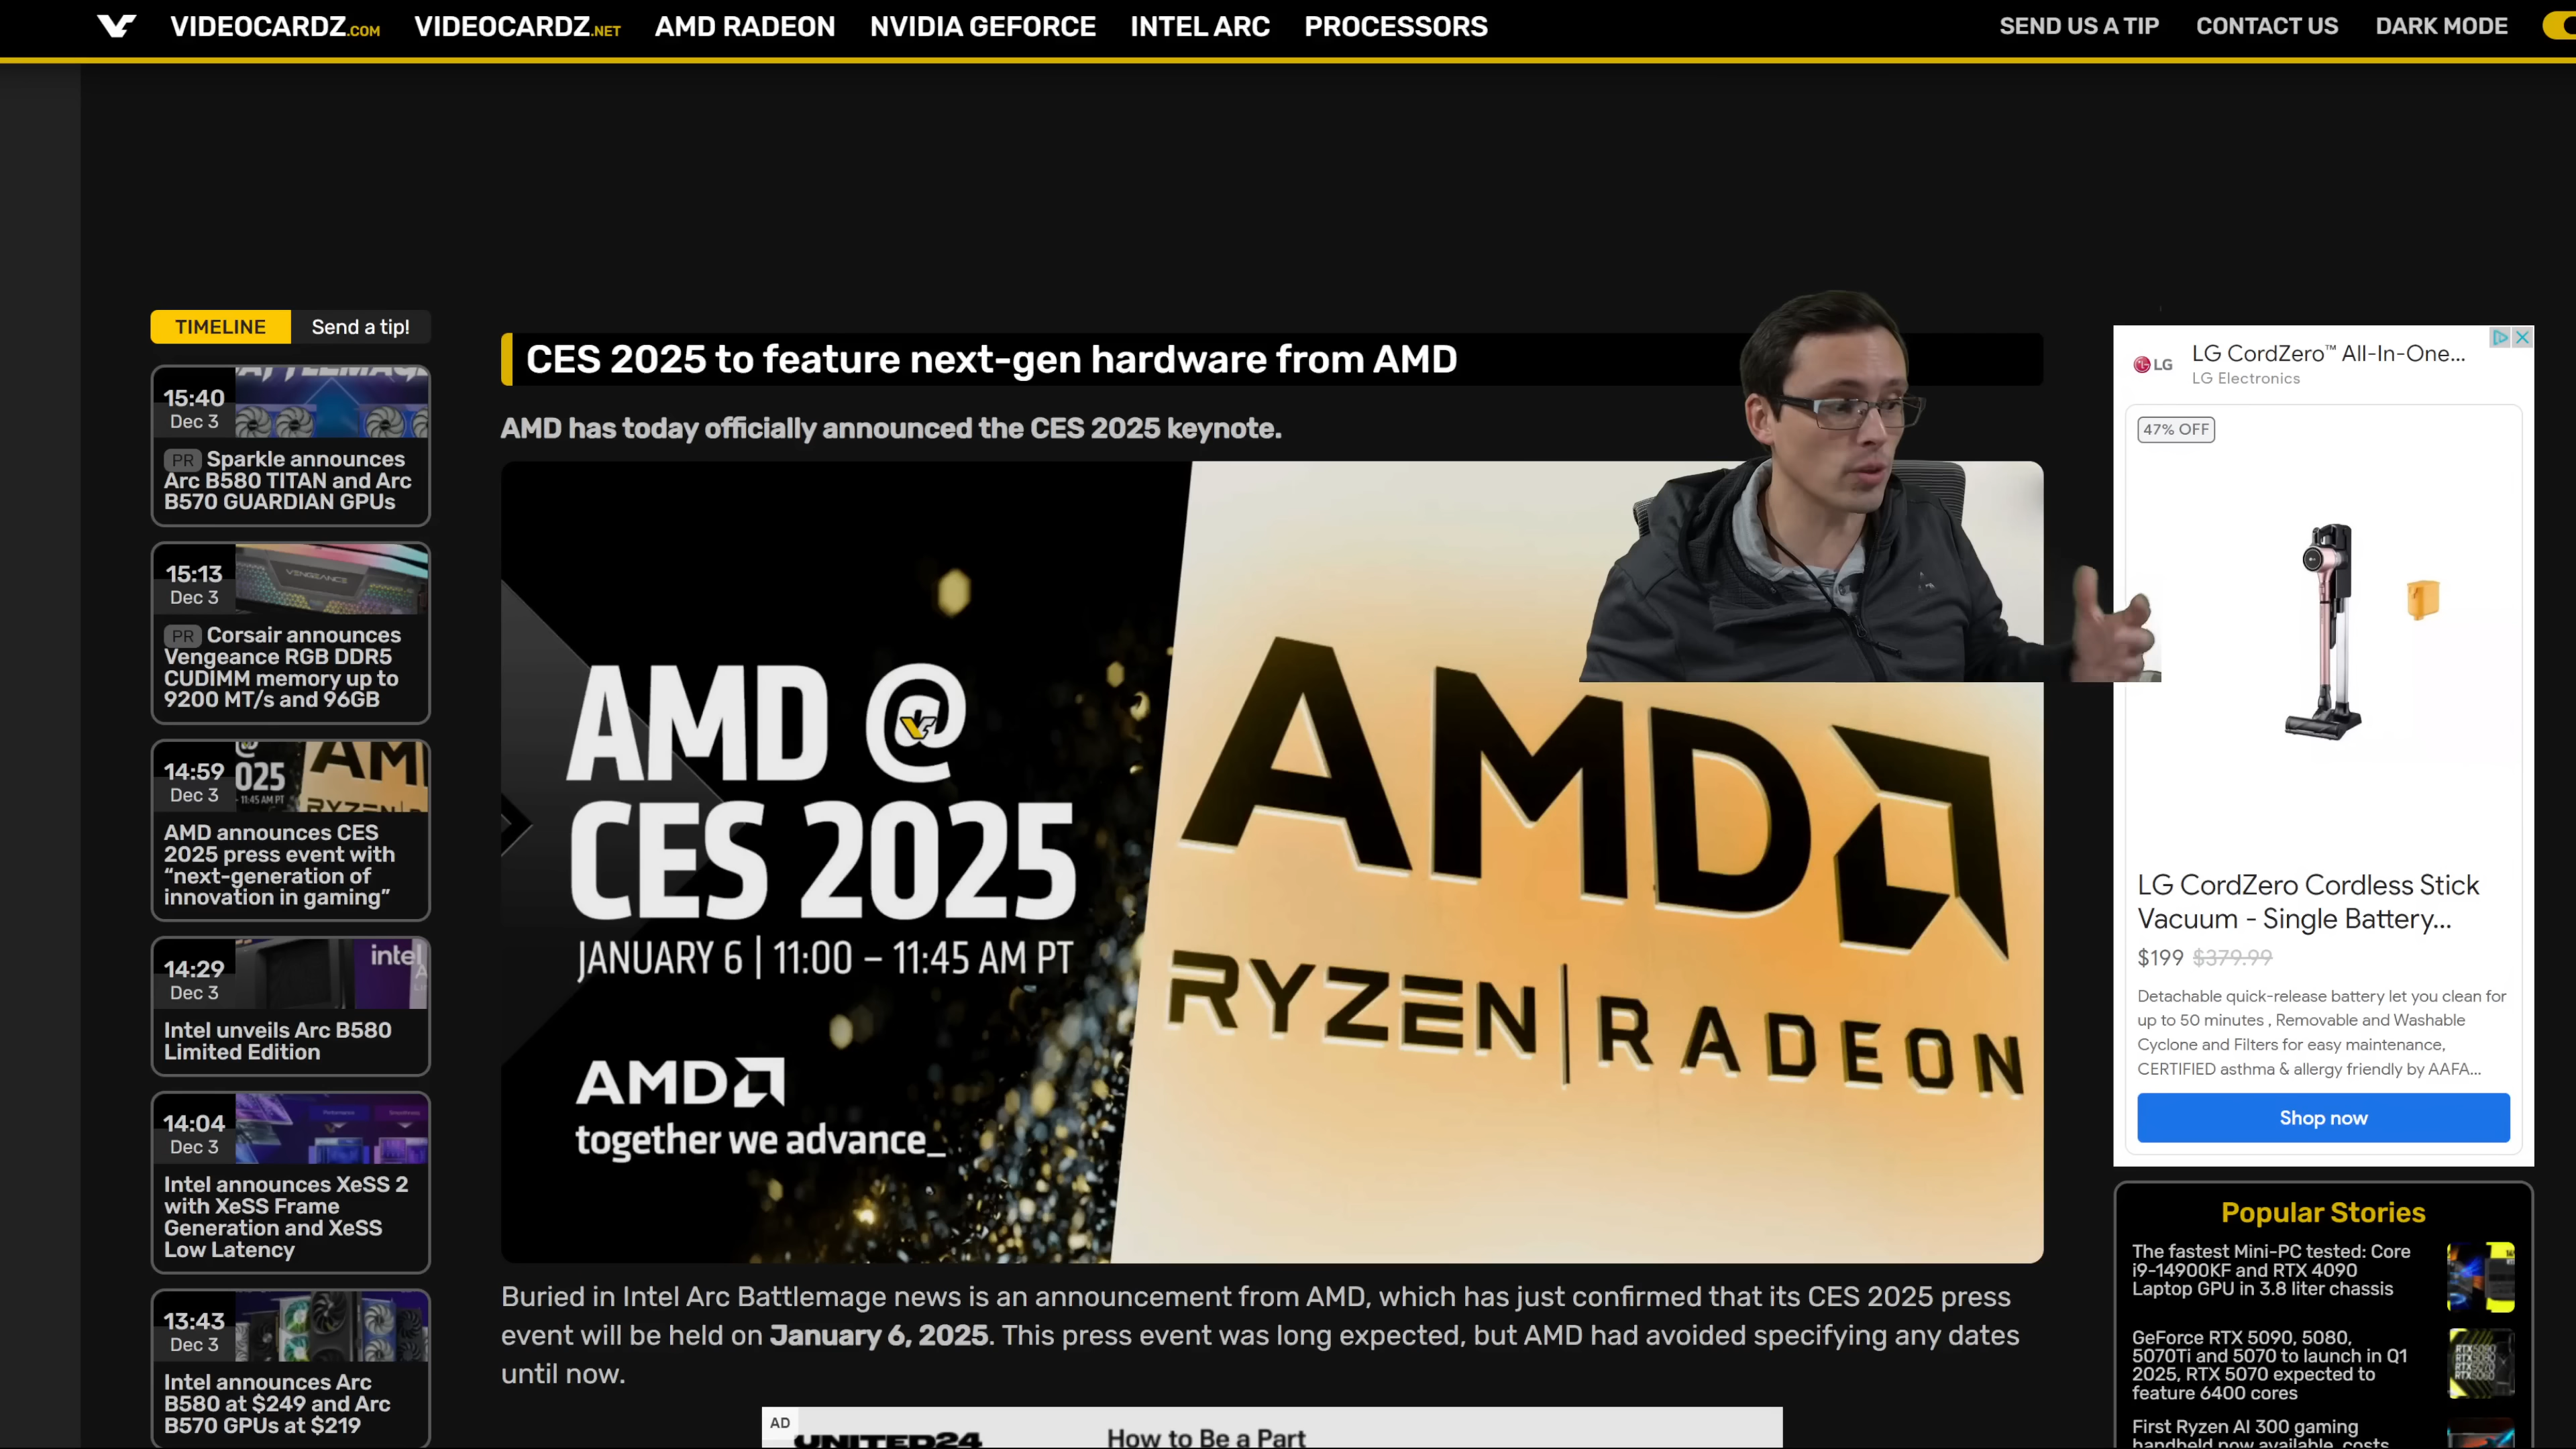 VIDEOCARDZ.COM VIDEOCARDZ.NET AMD RADEON NVIDIA GEFORCE INTEL ARC PROCESSORS SEND US A TIP CONTACT US DARK MODE
TIMELINE Send a tip!
15:40
Dec 3
PR Sparkle announces
Arc B580 TITAN and Arc
B570 GUARDIAN GPUs
15:13
Dec 3
VENGEANCE
PR Corsair announces
Vengeance RGB DDR5
CUDIMM memory up to
9200 MT/s and 96GB
14:59
Dec 3
AMD announces CES
2025 press event with
“next-generation of
innovation in gaming”
14:29
Dec 3
intel
Intel unveils Arc B580
Limited Edition
14:04
Dec 3
Intel announces XeSS 2
with XeSS Frame
Generation and XeSS
Low Latency
13:43
Dec 3
Intel announces Arc
B580 at $249 and Arc
B570 GPUs at $219
CES 2025 to feature next-gen hardware from AMD
AMD has today officially announced the CES 2025 keynote.
AMD @
CES 2025
JANUARY 6 | 11:00 – 11:45 AM PT
AMD
together we advance_
AMD
RYZEN | RADEON
Buried in Intel Arc Battlemage news is an announcement from AMD, which has just confirmed that its CES 2025 press
event will be held on January 6, 2025. This press event was long expected, but AMD had avoided specifying any dates
until now.
AD
UNITED24
How to Be a Part
LG
LG CordZero™ All-In-One...
LG Electronics
47% OFF
LG CordZero Cordless Stick
Vacuum - Single Battery...
$199 $379.99
Detachable quick-release battery let you clean for
up to 50 minutes , Removable and Washable
Cyclone and Filters for easy maintenance,
CERTIFIED asthma & allergy friendly by AAFA...
Shop now
Popular Stories
The fastest Mini-PC tested: Core
i9-14900KF and RTX 4090
Laptop GPU in 3.8 liter chassis
GeForce RTX 5090, 5080,
5070Ti and 5070 to launch in Q1
2025, RTX 5070 expected to
feature 6400 cores
First Ryzen AI 300 gaming
handheld now available, costs